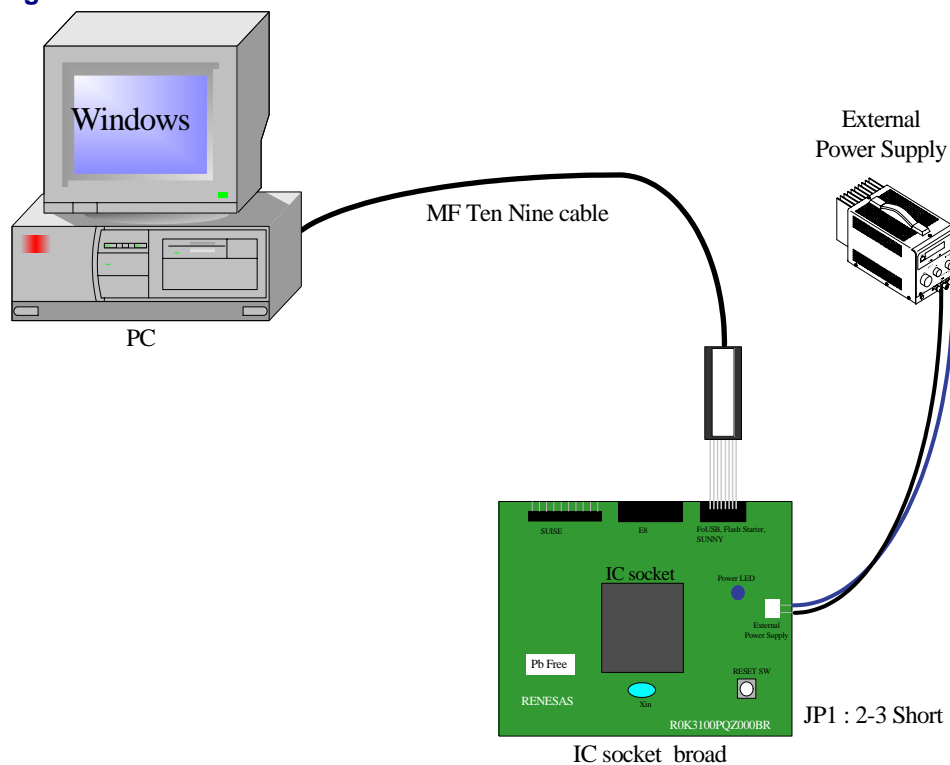 Windows
External
Power Supply
MF Ten Nine cable
PC
SUISE
E8
FoUSB, Flash Starter,
SUNNY
IC socket
Power LED
External
Power Supply
Pb Free
RESET SW
RENESAS
Xin
R0K3100PQZ000BR
JP1 : 2-3 Short
IC socket broad